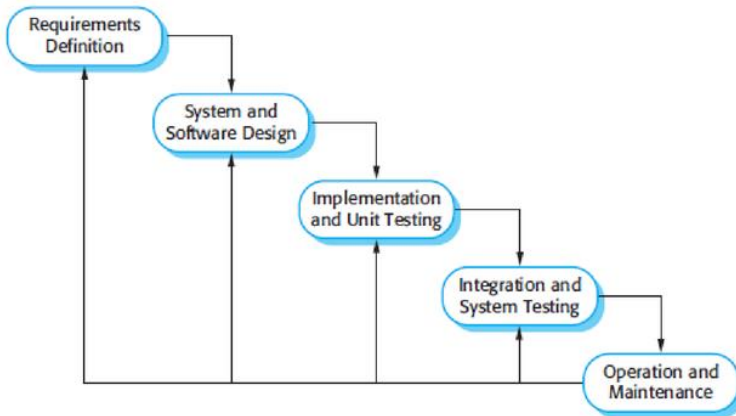 Requirements
Definition
System and
Software Design
Implementation
and Unit Testing
Integration and
System Testing
Operation and
Maintenance